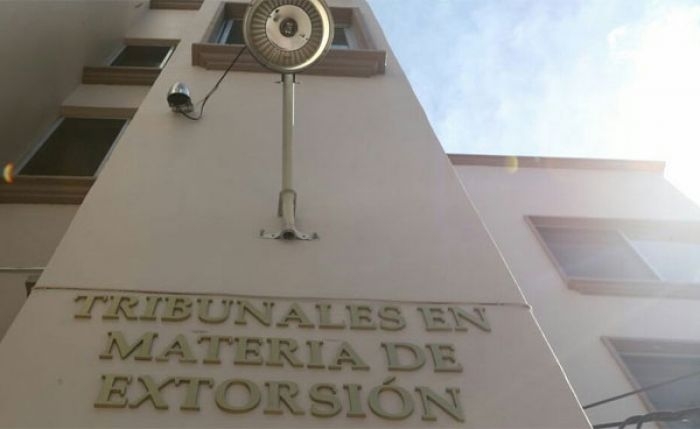 TRIBUNALES EN
MATERIA DE
EXTORSIÓN